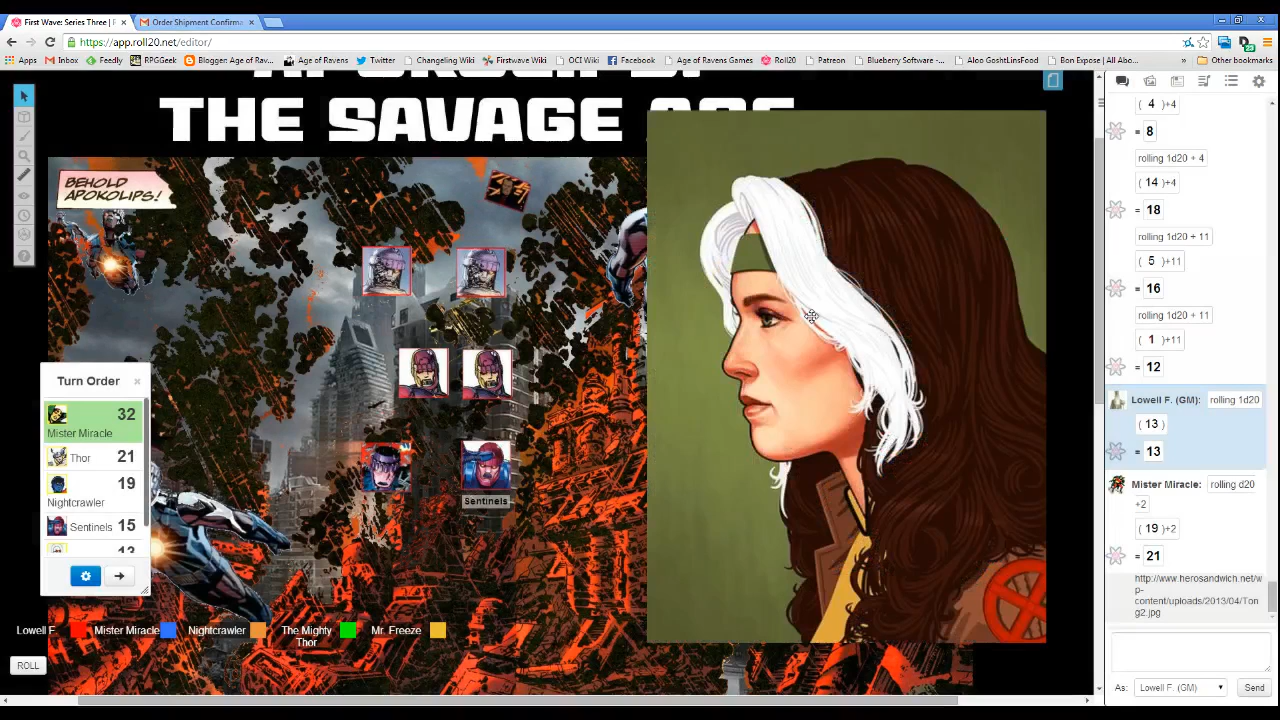 First Wave: Series Three | F
Order Shipment Confirma
https://app.roll20.net/editor/
Apps
Inbox
Feedly
RPGGeek
Blogger Age of Rav...
Age of Ravens
Twitter
Changeling Wiki
Firstwave Wiki
OCI Wiki
Facebook
Age of Ravens Games
Roll20
Patreon
Blueberry Software -...
Aloo GoshtLinsFood
Bon Expose | All Abo...
»
Other bookmarks
23
THE SAVAGE AGE
BEHOLD
APOKOLIPS!
Sentinels
Turn Order ×
32
Mister Miracle
Thor 21
19
Nightcrawler
Sentinels 15
Lowell F.
Mister Miracle
Nightcrawler
The Mighty
Thor
Mr. Freeze
ROLL
( 4 )+4
= 8
rolling 1d20 + 4
( 14 )+4
= 18
rolling 1d20 + 11
( 5 )+11
= 16
rolling 1d20 + 11
( 1 )+11
= 12
Lowell F. (GM): rolling 1d20
( 13 )
= 13
Mister Miracle: rolling d20
+2
( 19 )+2
= 21
http://www.herosandwich.net/w
p-
content/uploads/2013/04/Ton
g2.jpg
As: Lowell F. (GM)
Send